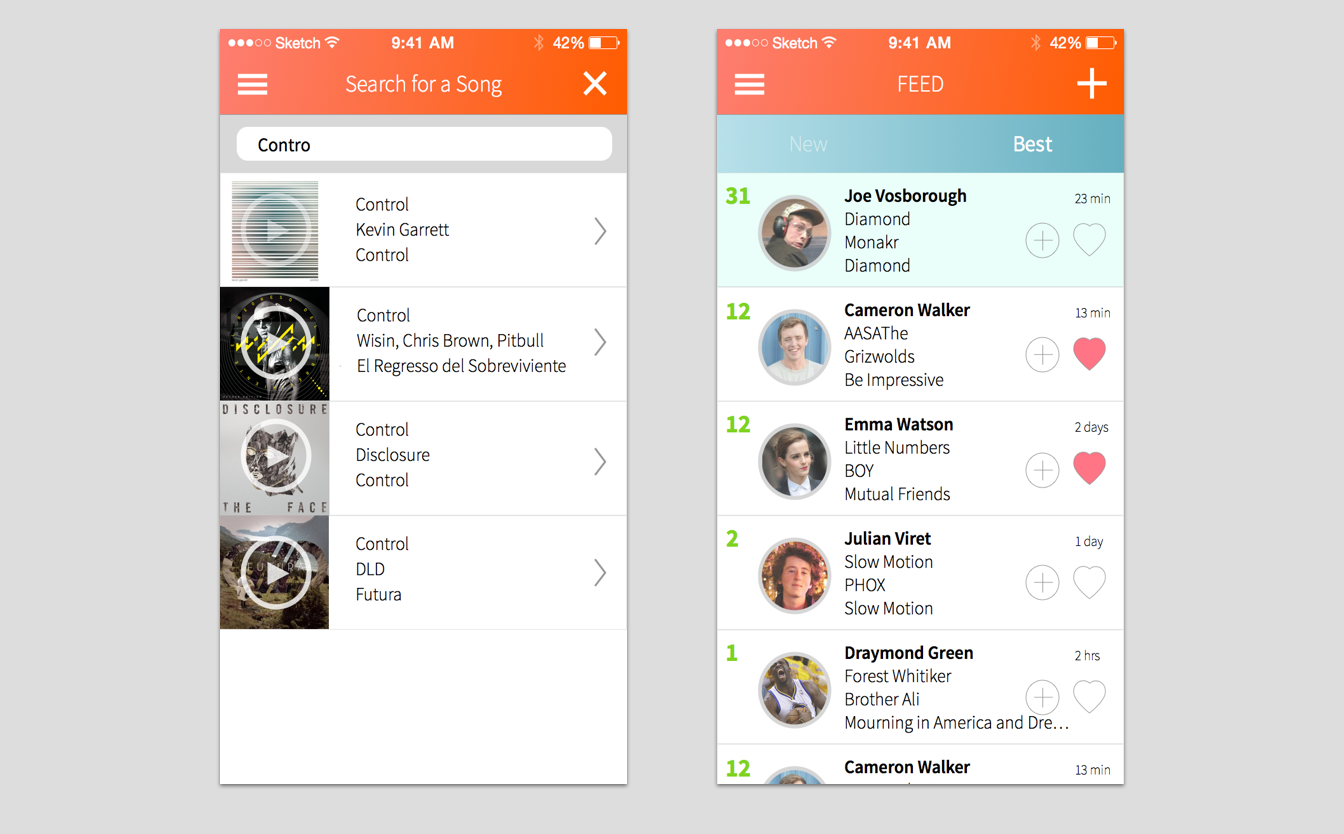 Sketch 9:41 AM 42%
Search for a Song
Contro
Control
Kevin Garrett
Control
Control
Wisin, Chris Brown, Pitbull
El Regresso del Sobreviviente
DISCLOSURE
THE FACE
Control
Disclosure
Control
Control
DLD
Futura
Sketch 9:41 AM 42%
FEED
New Best
31 Joe Vosborough 23 min
Diamond
Monakr
Diamond
12 Cameron Walker 13 min
AASAThe
Grizwolds
Be Impressive
12 Emma Watson 2 days
Little Numbers
BOY
Mutual Friends
2 Julian Viret 1 day
Slow Motion
PHOX
Slow Motion
1 Draymond Green 2 hrs
Forest Whitiker
Brother Ali
Mourning in America and Dre...
12 Cameron Walker 13 min